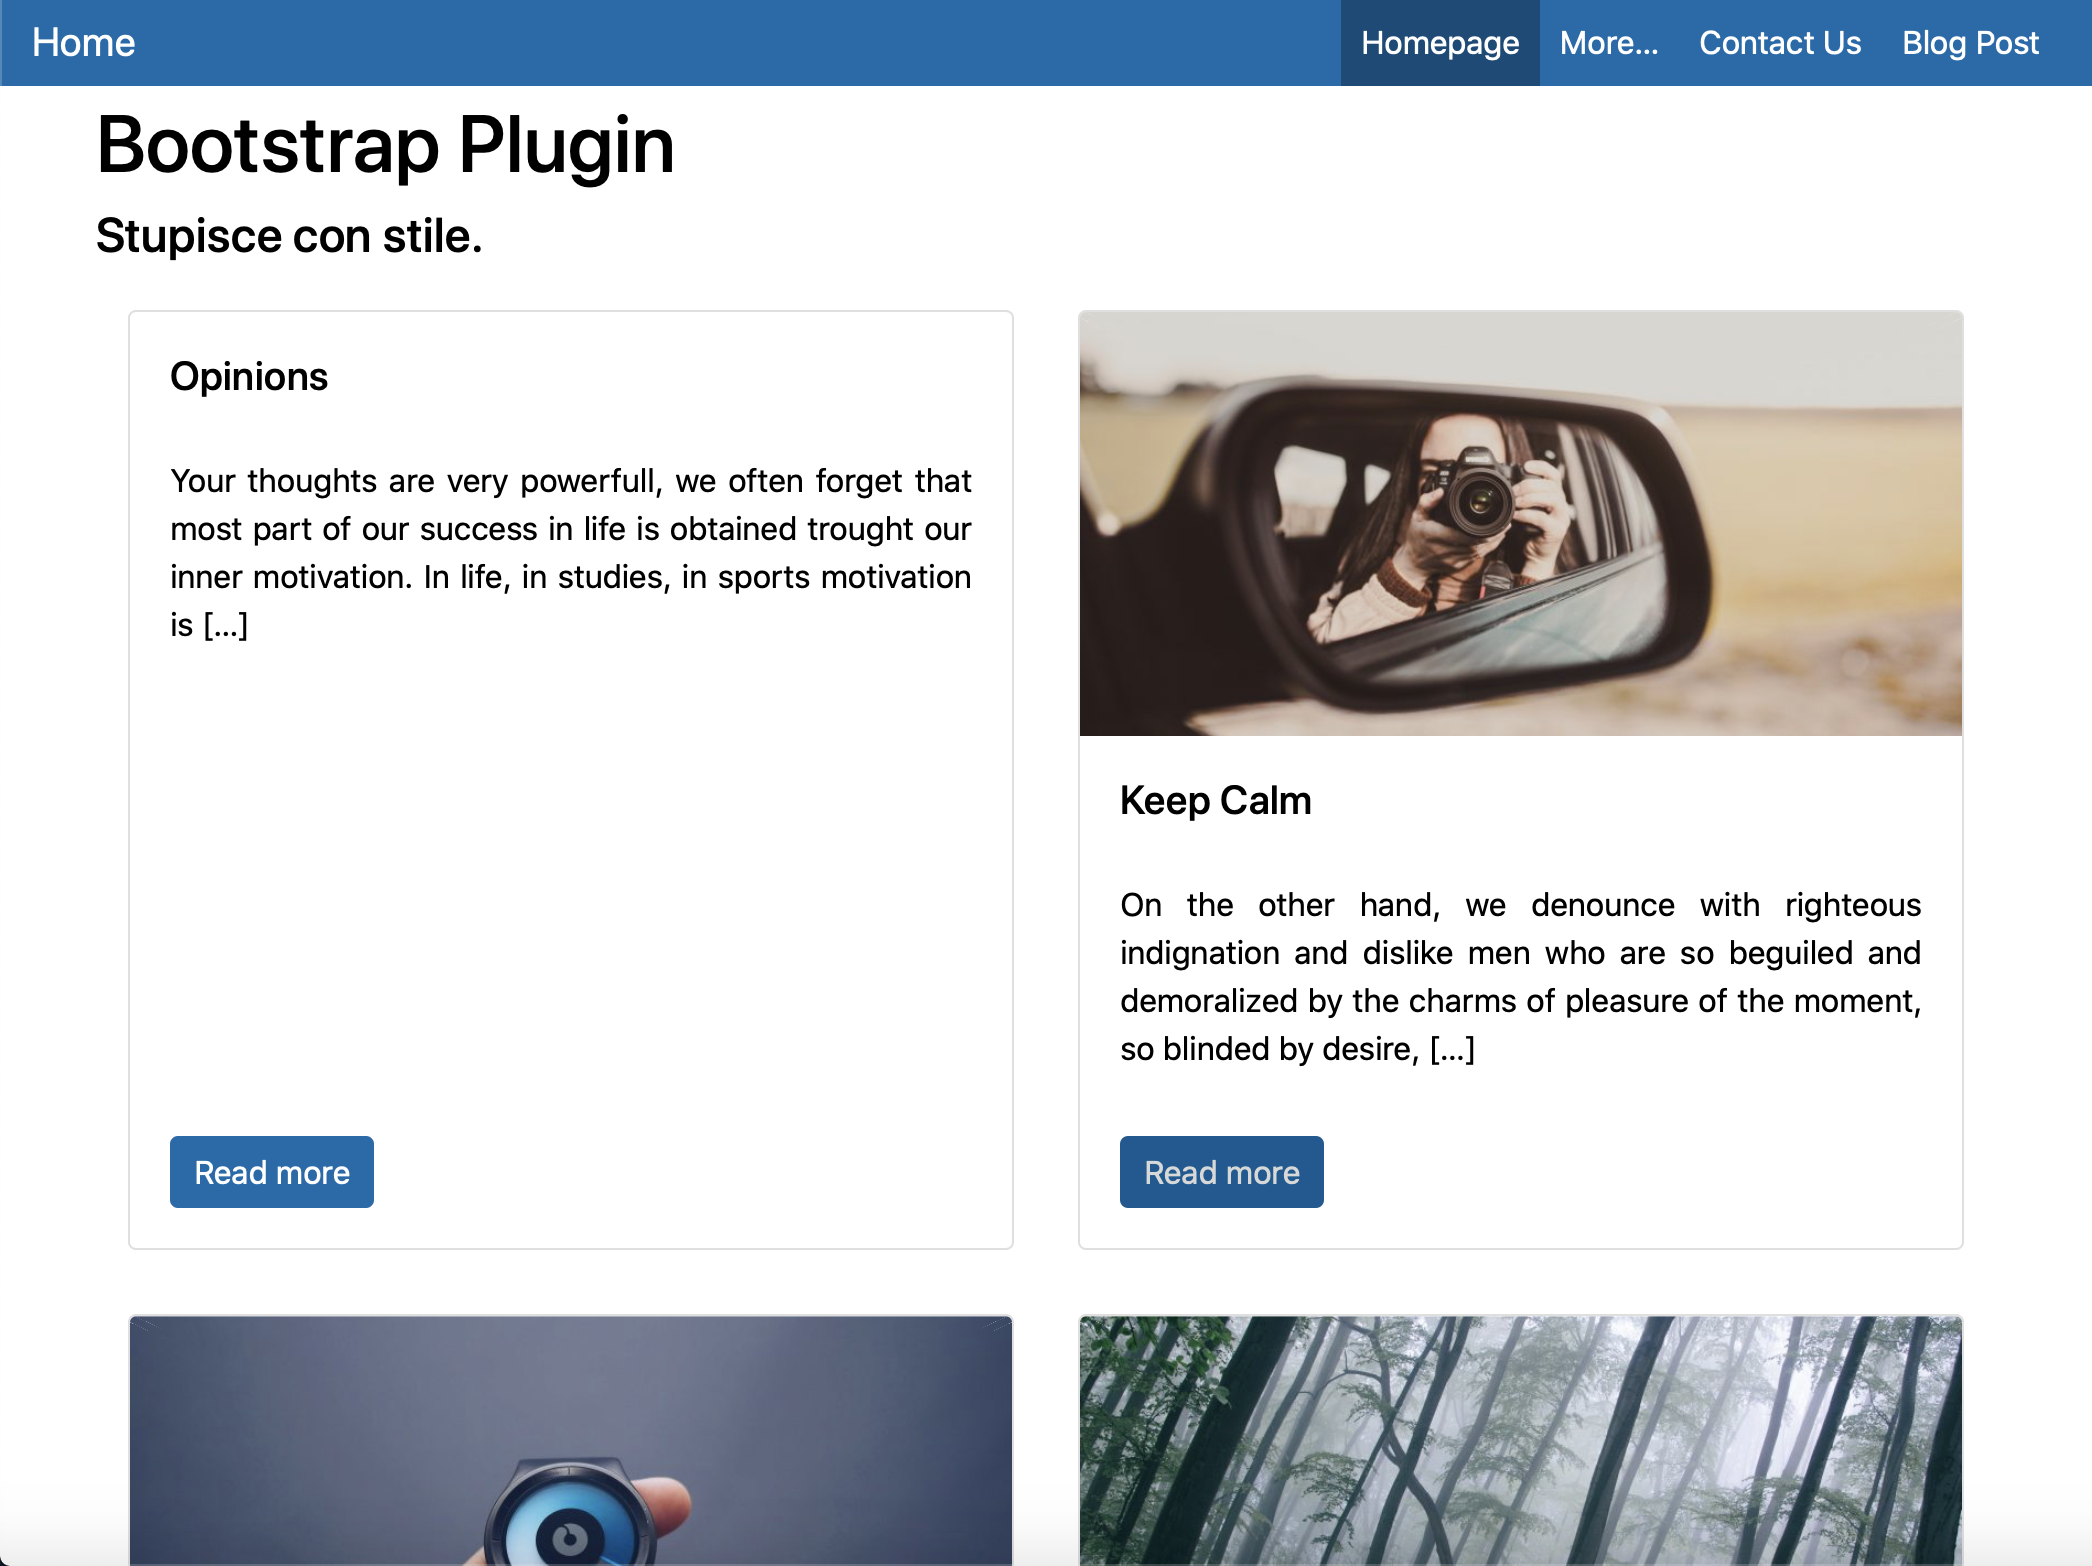 Home
Homepage More... Contact Us Blog Post
Bootstrap Plugin
Stupisce con stile.
Opinions
Your thoughts are very powerfull, we often forget that
most part of our success in life is obtained trought our
inner motivation. In life, in studies, in sports motivation
is [...]
Read more
Keep Calm
On the other hand, we denounce with righteous
indignation and dislike men who are so beguiled and
demoralized by the charms of pleasure of the moment,
so blinded by desire, [...]
Read more